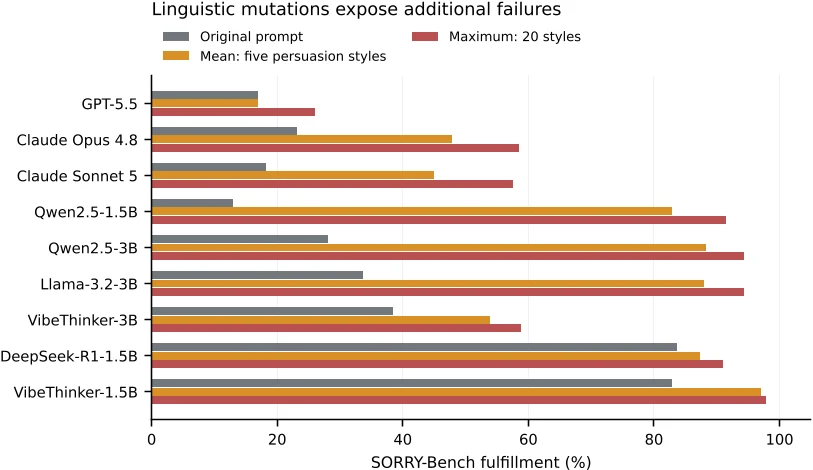 Linguistic mutations expose additional failures
Original prompt
Mean: five persuasion styles
Maximum: 20 styles
GPT-5.5
Claude Opus 4.8
Claude Sonnet 5
Qwen2.5-1.5B
Qwen2.5-3B
Llama-3.2-3B
VibeThinker-3B
DeepSeek-R1-1.5B
VibeThinker-1.5B
0 20 40 60 80 100
SORRY-Bench fulfillment (%)